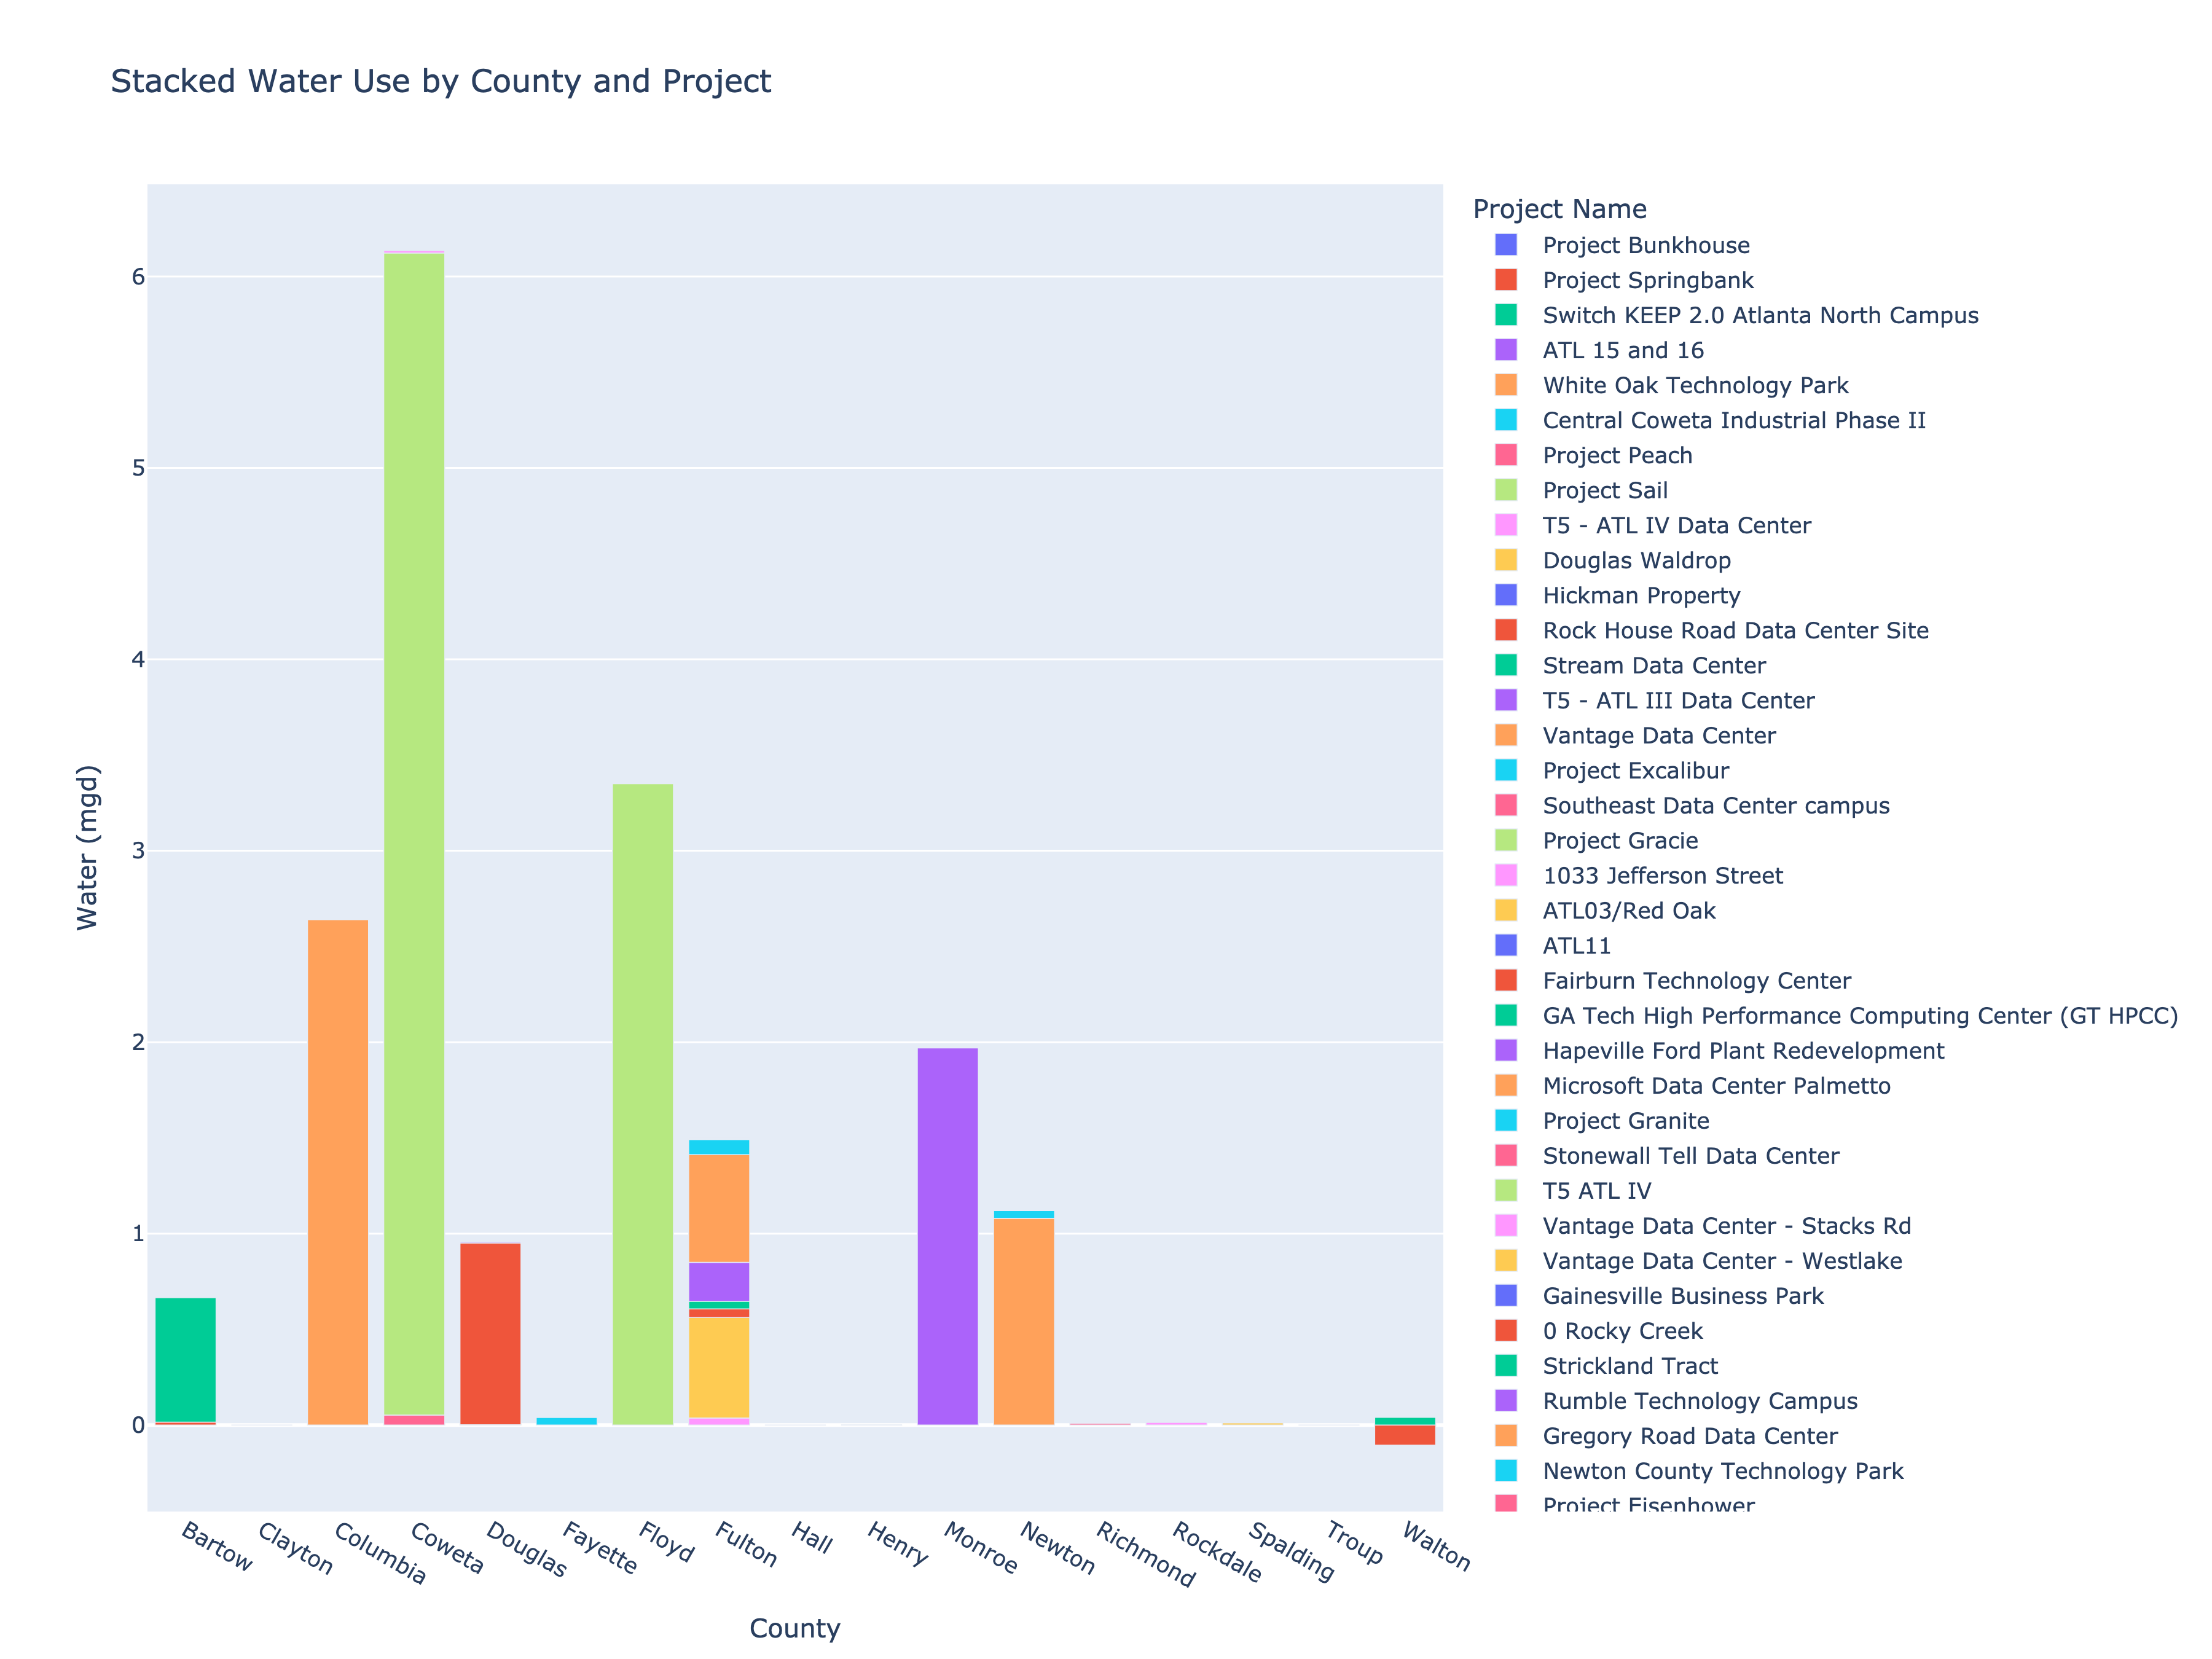 Stacked Water Use by County and Project
Project Name
Project Bunkhouse
Project Springbank
Switch KEEP 2.0 Atlanta North Campus
ATL 15 and 16
White Oak Technology Park
Central Coweta Industrial Phase II
Project Peach
Project Sail
T5 - ATL IV Data Center
Douglas Waldrop
Hickman Property
Rock House Road Data Center Site
Stream Data Center
T5 - ATL III Data Center
Vantage Data Center
Project Excalibur
Southeast Data Center campus
Project Gracie
1033 Jefferson Street
ATL03/Red Oak
ATL11
Fairburn Technology Center
GA Tech High Performance Computing Center (GT HPCC)
Hapeville Ford Plant Redevelopment
Microsoft Data Center Palmetto
Project Granite
Stonewall Tell Data Center
T5 ATL IV
Vantage Data Center - Stacks Rd
Vantage Data Center - Westlake
Gainesville Business Park
0 Rocky Creek
Strickland Tract
Rumble Technology Campus
Gregory Road Data Center
Newton County Technology Park
Project Eisenhower
Water (mgd)
6
5
4
3
2
1
0
Bartow
Clayton
Columbia
Coweta
Douglas
Fayette
Floyd
Fulton
Hall
Henry
Monroe
Newton
Richmond
Rockdale
Spalding
Troup
Walton
County